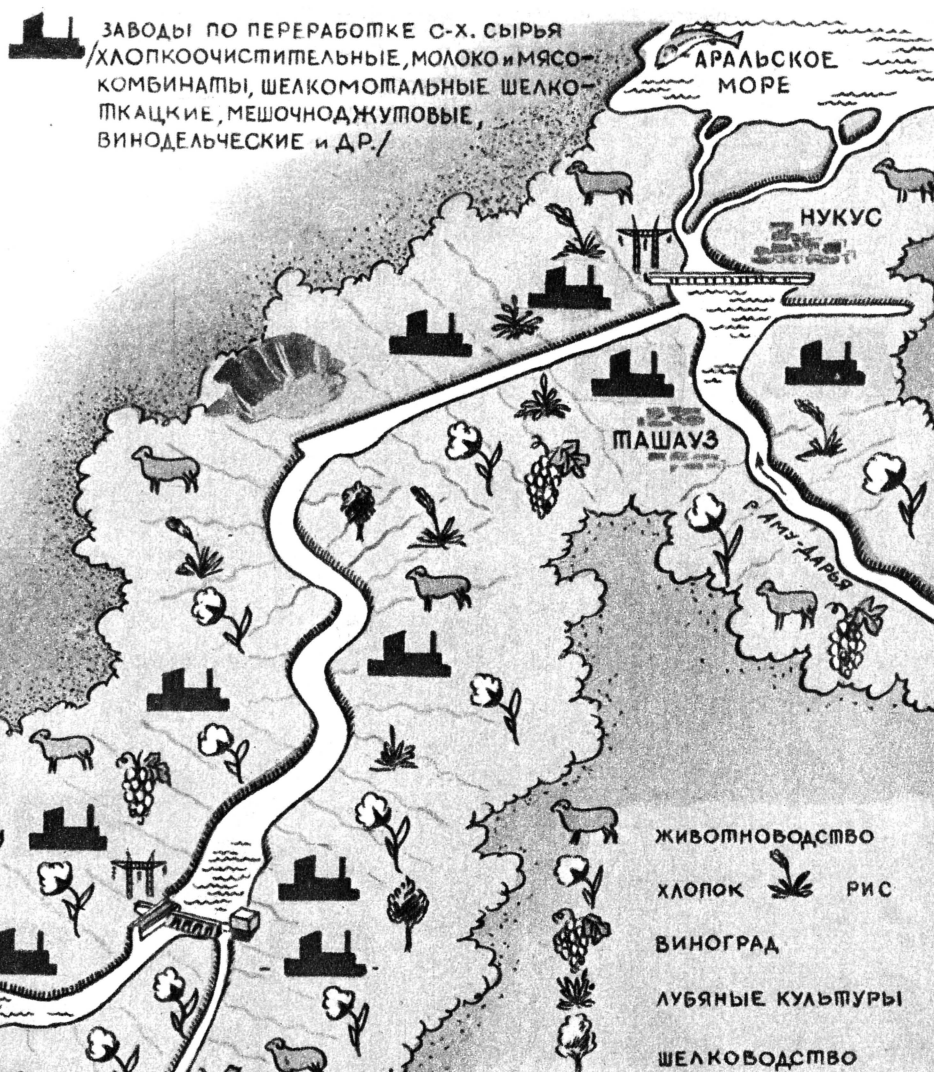 ЗАВОДЫ ПО ПЕРЕРАБОТКЕ С-Х. СЫРЬЯ
/ХЛОПКООЧИСТИТЕЛЬНЫЕ, МОЛОКО и МЯСО-
КОМБИНАТЫ, ШЕЛКОМОТАЛЬНЫЕ ШЕЛКО-
ТКАЦКИЕ, МЕШОЧНОДЖУТОВЫЕ,
ВИНОДЕЛЬЧЕСКИЕ и ДР./
АРАЛЬСКОЕ
МОРЕ
НУКУС
ТАШАУЗ
Р. АМУ-ДАРЬЯ
ЖИВОТНОВОДСТВО
ХЛОПОК РИС
ВИНОГРАД
ЛУБЯНЫЕ КУЛЬТУРЫ
ШЕЛКОВОДСТВО